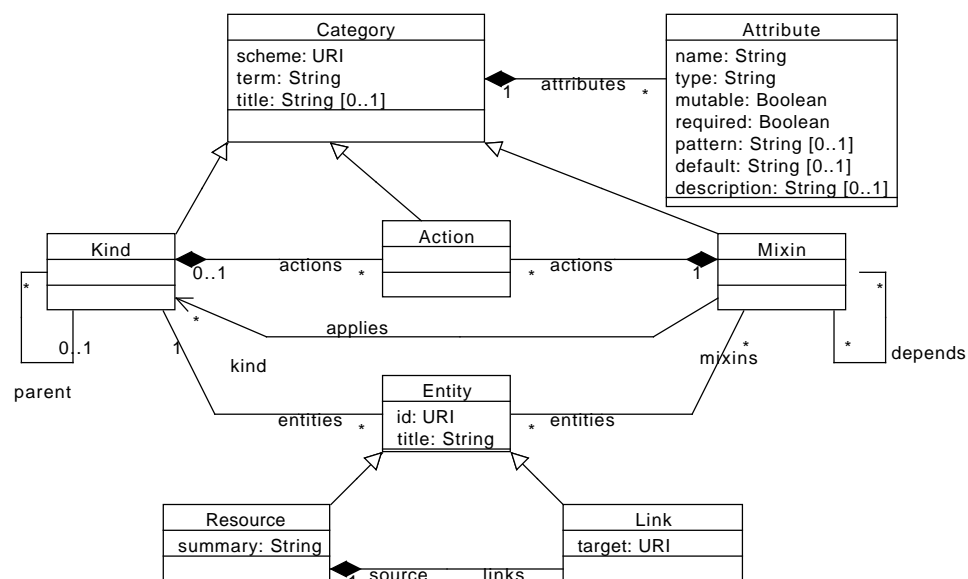 Category
scheme: URI
term: String
title: String [0..1]
Attribute
name: String
type: String
mutable: Boolean
required: Boolean
pattern: String [0..1]
default: String [0..1]
description: String [0..1]
1
attributes
*
Kind
Action
Mixin
0..1
actions
*
*
actions
1
*
0..1
parent
*
applies
*
*
depends
1
kind
entities
*
Entity
id: URI
title: String
*
mixins
*
entities
Resource
summary: String
Link
target: URI
source
links